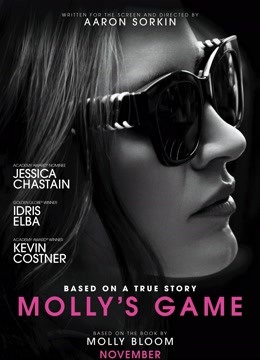 WRITTEN FOR THE SCREEN AND DIRECTED BY
AARON SORKIN
ACADEMY AWARD® NOMINEE
JESSICA
CHASTAIN
GOLDEN GLOBE® WINNER
IDRIS
ELBA
ACADEMY AWARD® WINNER
KEVIN
COSTNER
BASED ON A TRUE STORY
MOLLY'S GAME
BASED ON THE BOOK BY
MOLLY BLOOM
NOVEMBER